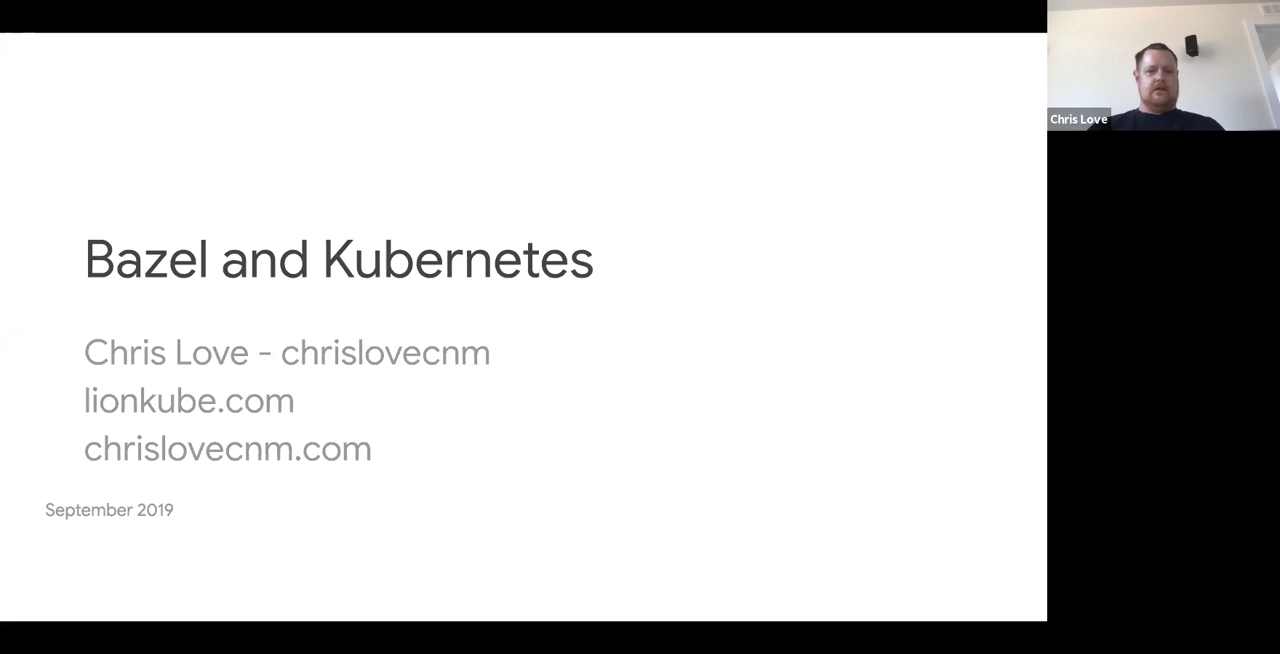 Bazel and Kubernetes
Chris Love - chrislovecnm
lionkube.com
chrislovecnm.com
September 2019
Chris Love